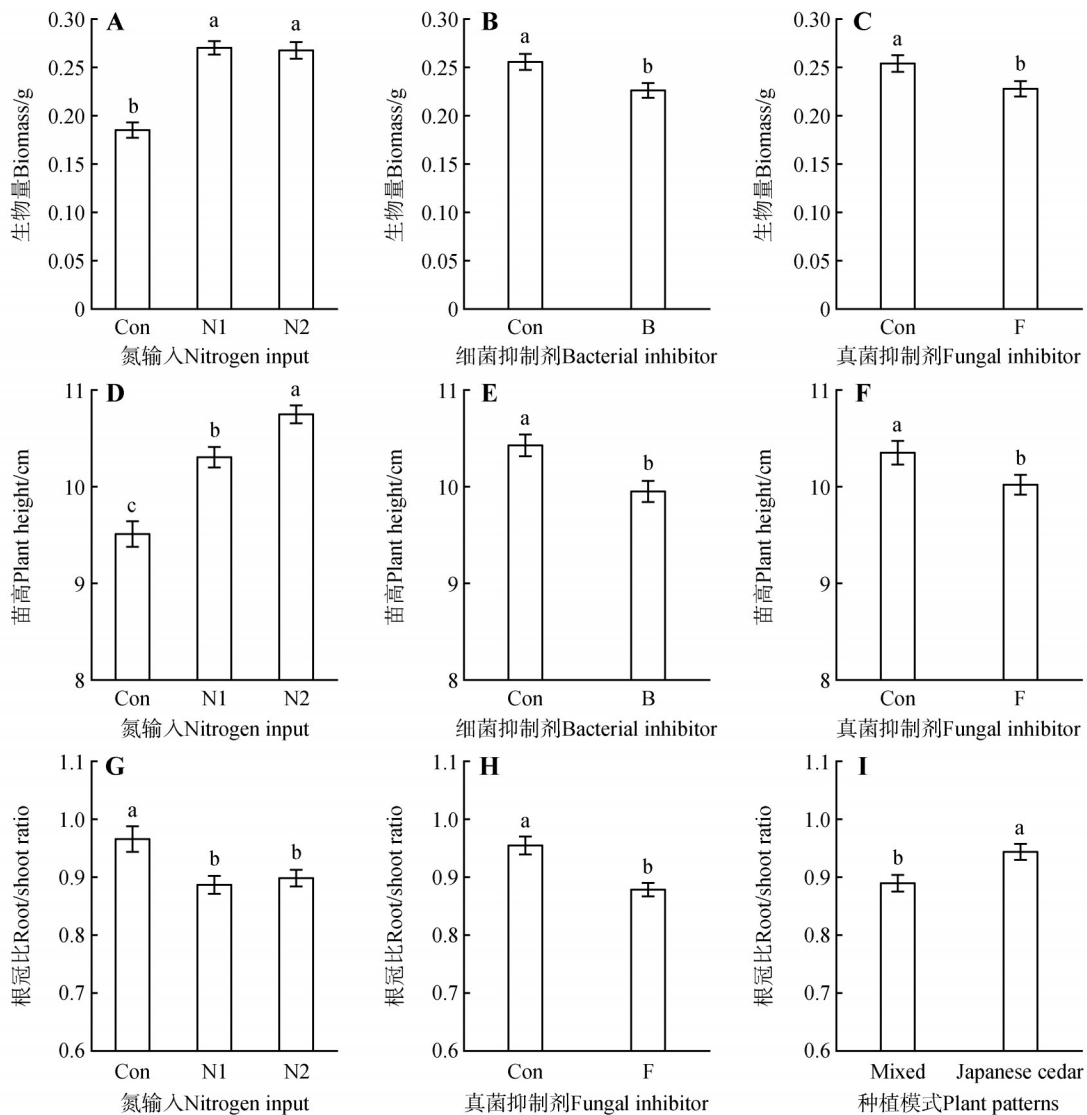 A
0.30
0.25
0.20
0.15
0.10
0.05
0
生物量Biomass/g
b
a
a
Con N1 N2
氮输入Nitrogen input
B
0.30
0.25
0.20
0.15
0.10
0.05
0
生物量Biomass/g
a
b
Con B
细菌抑制剂Bacterial inhibitor
C
0.30
0.25
0.20
0.15
0.10
0.05
0
生物量Biomass/g
a
b
Con F
真菌抑制剂Fungal inhibitor
D
11
10
9
8
苗高Plant height/cm
c
b
a
Con N1 N2
氮输入Nitrogen input
E
11
10
9
8
苗高Plant height/cm
a
b
Con B
细菌抑制剂Bacterial inhibitor
F
11
10
9
8
苗高Plant height/cm
a
b
Con F
真菌抑制剂Fungal inhibitor
G
1.1
1.0
0.9
0.8
0.7
0.6
根冠比Root/shoot ratio
a
b
b
Con N1 N2
氮输入Nitrogen input
H
1.1
1.0
0.9
0.8
0.7
0.6
根冠比Root/shoot ratio
a
b
Con F
真菌抑制剂Fungal inhibitor
I
1.1
1.0
0.9
0.8
0.7
0.6
根冠比Root/shoot ratio
b
a
Mixed Japanese cedar
种植模式Plant patterns